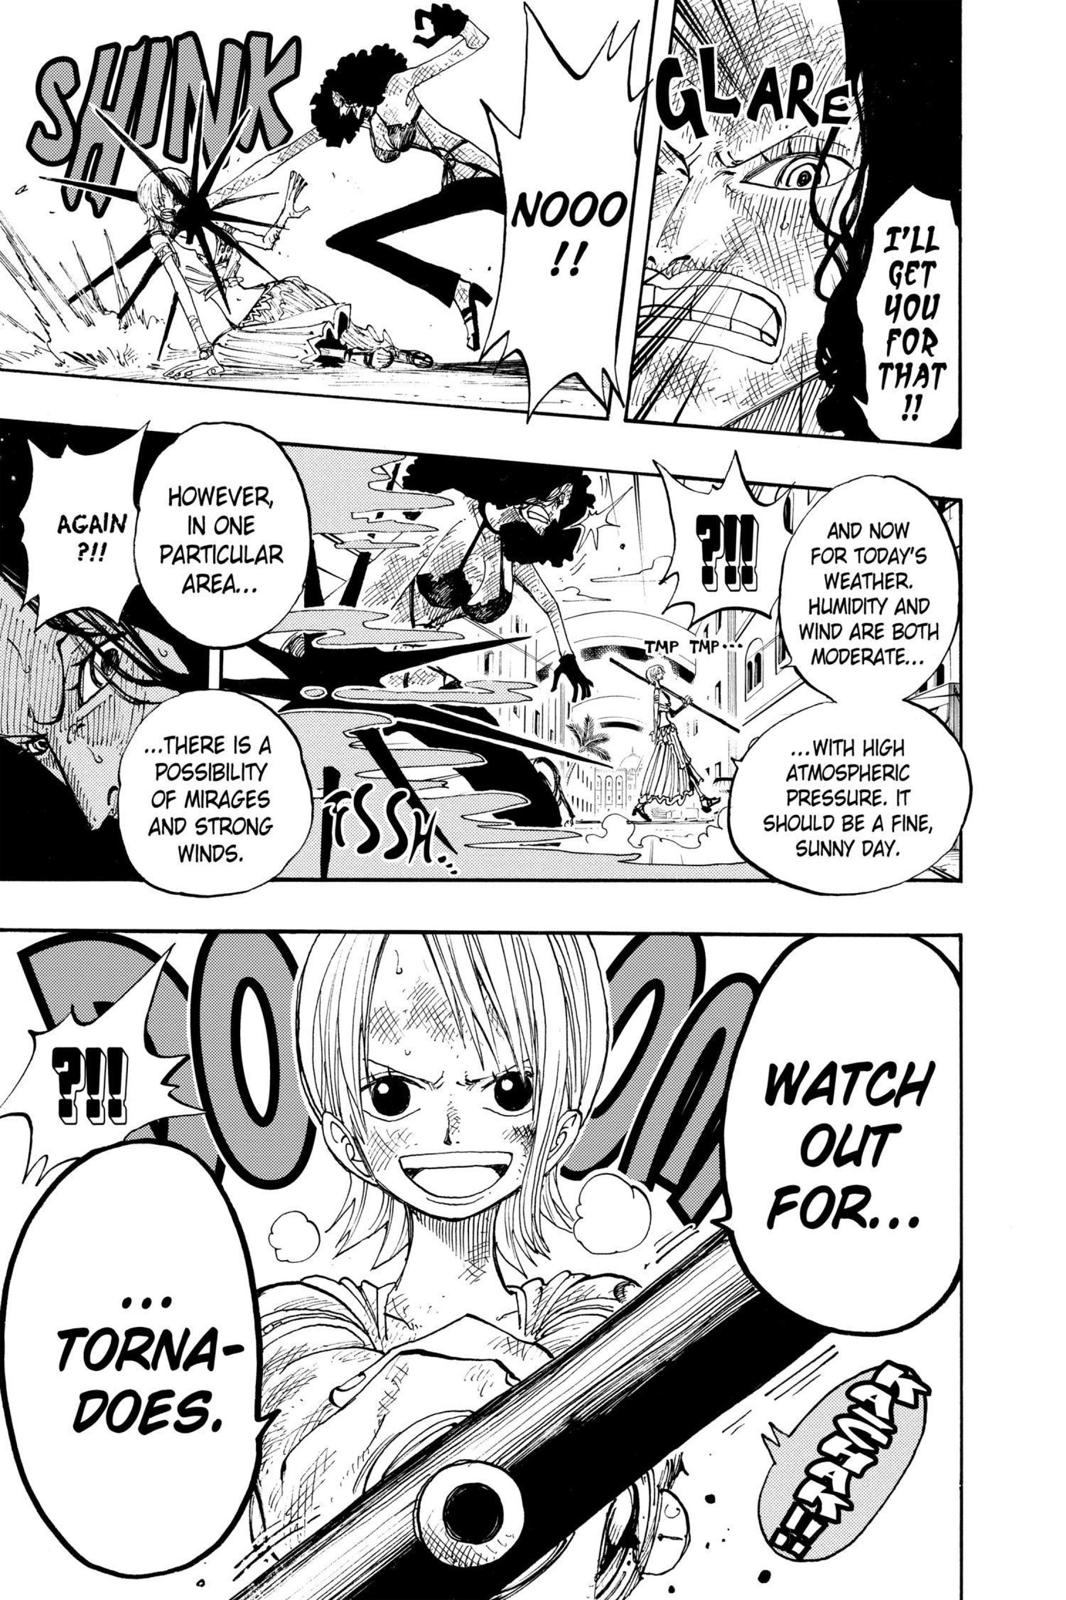 GLARE
I'LL
GET
YOU
FOR
THAT
!!
NOOO
!!
SHINK
AND NOW
FOR TODAY'S
WEATHER.
HUMIDITY AND
WIND ARE BOTH
MODERATE...
...WITH HIGH
ATMOSPHERIC
PRESSURE. IT
SHOULD BE A FINE,
SUNNY DAY.
?!!
TMP TMP...
HOWEVER,
IN ONE
PARTICULAR
AREA...
...THERE IS A
POSSIBILITY
OF MIRAGES
AND STRONG
WINDS.
FSSH...
AGAIN
?!!
WATCH
OUT
FOR...
BOOM
?!!
...
TORNA-
DOES.